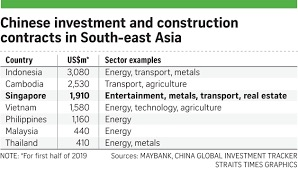 Chinese investment and construction
contracts in South-east Asia
Country US$m* Sector examples
Indonesia 3,080 Energy, transport, metals
Cambodia 2,530 Transport, agriculture
Singapore 1,910 Entertainment, metals, transport, real estate
Vietnam 1,580 Energy, technology, agriculture
Philippines 1,160 Energy
Malaysia 440 Energy
Thailand 410 Energy, metals
NOTE: *For first half of 2019 Sources: MAYBANK, CHINA GLOBAL INVESTMENT TRACKER
STRAITS TIMES GRAPHICS